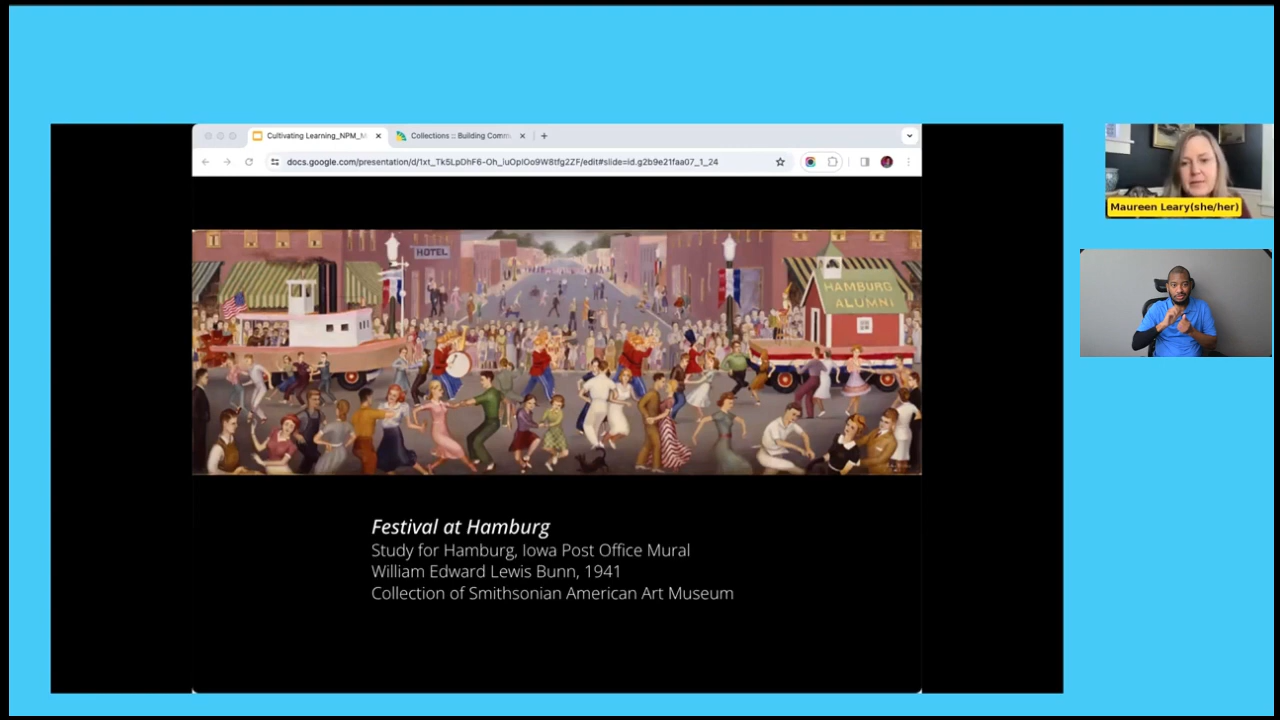 Cultivating Learning_NPM_M
Collections :: Building Commu
docs.google.com/presentation/d/1xt_Tk5LpDhF6-Oh_iuOpIOo9W8tfg2ZF/edit#slide=id.g2b9e21faa07_1_24
HOTEL
HAMBURG
ALUMNI
Festival at Hamburg
Study for Hamburg, Iowa Post Office Mural
William Edward Lewis Bunn, 1941
Collection of Smithsonian American Art Museum
Maureen Leary(she/her)